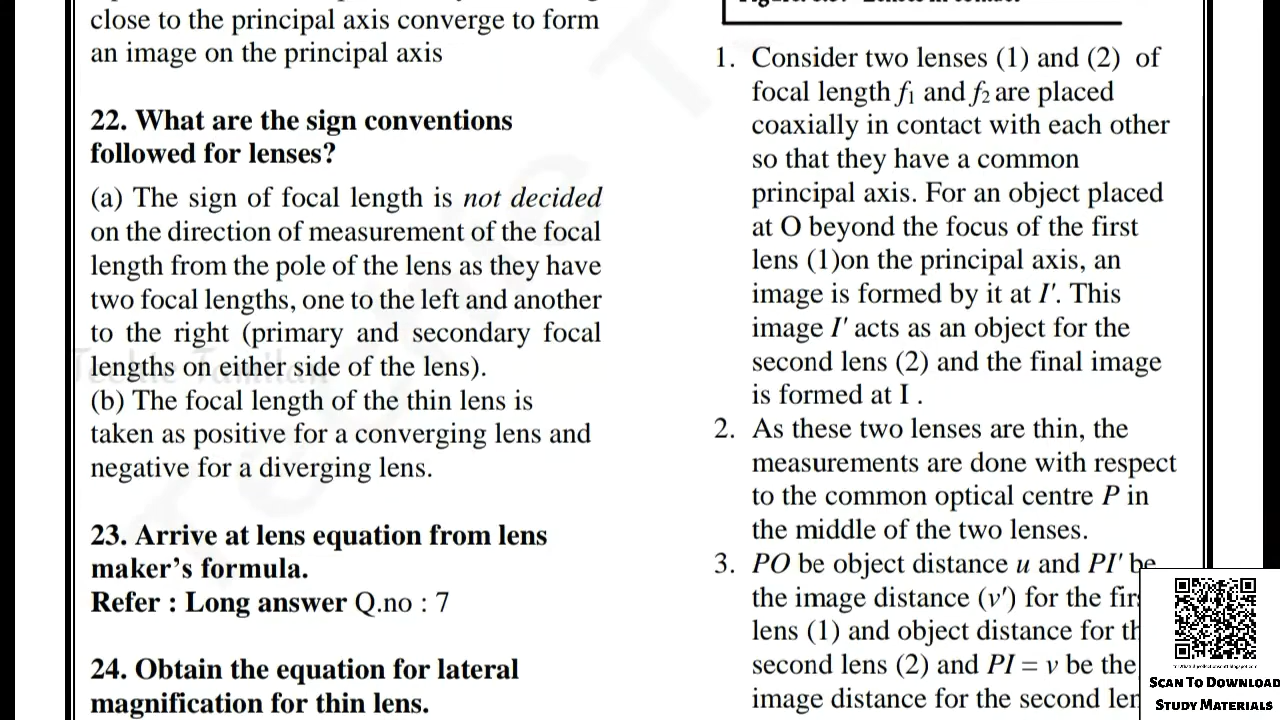 close to the principal axis converge to form
an image on the principal axis
22. What are the sign conventions
followed for lenses?
(a) The sign of focal length is not decided
on the direction of measurement of the focal
length from the pole of the lens as they have
two focal lengths, one to the left and another
to the right (primary and secondary focal
lengths on either side of the lens).
(b) The focal length of the thin lens is
taken as positive for a converging lens and
negative for a diverging lens.
23. Arrive at lens equation from lens
maker’s formula.
Refer : Long answer Q.no : 7
24. Obtain the equation for lateral
magnification for thin lens.
1. Consider two lenses (1) and (2) of
focal length f₁ and f₂ are placed
coaxially in contact with each other
so that they have a common
principal axis. For an object placed
at O beyond the focus of the first
lens (1)on the principal axis, an
image is formed by it at I'. This
image I' acts as an object for the
second lens (2) and the final image
is formed at I .
2. As these two lenses are thin, the
measurements are done with respect
to the common optical centre P in
the middle of the two lenses.
3. PO be object distance u and PI' be
the image distance (v') for the
lens (1) and object distance for
second lens (2) and PI = v be the
image distance for the second
Techie Tamilan
SCAN TO DOWNLOAD
STUDY MATERIALS